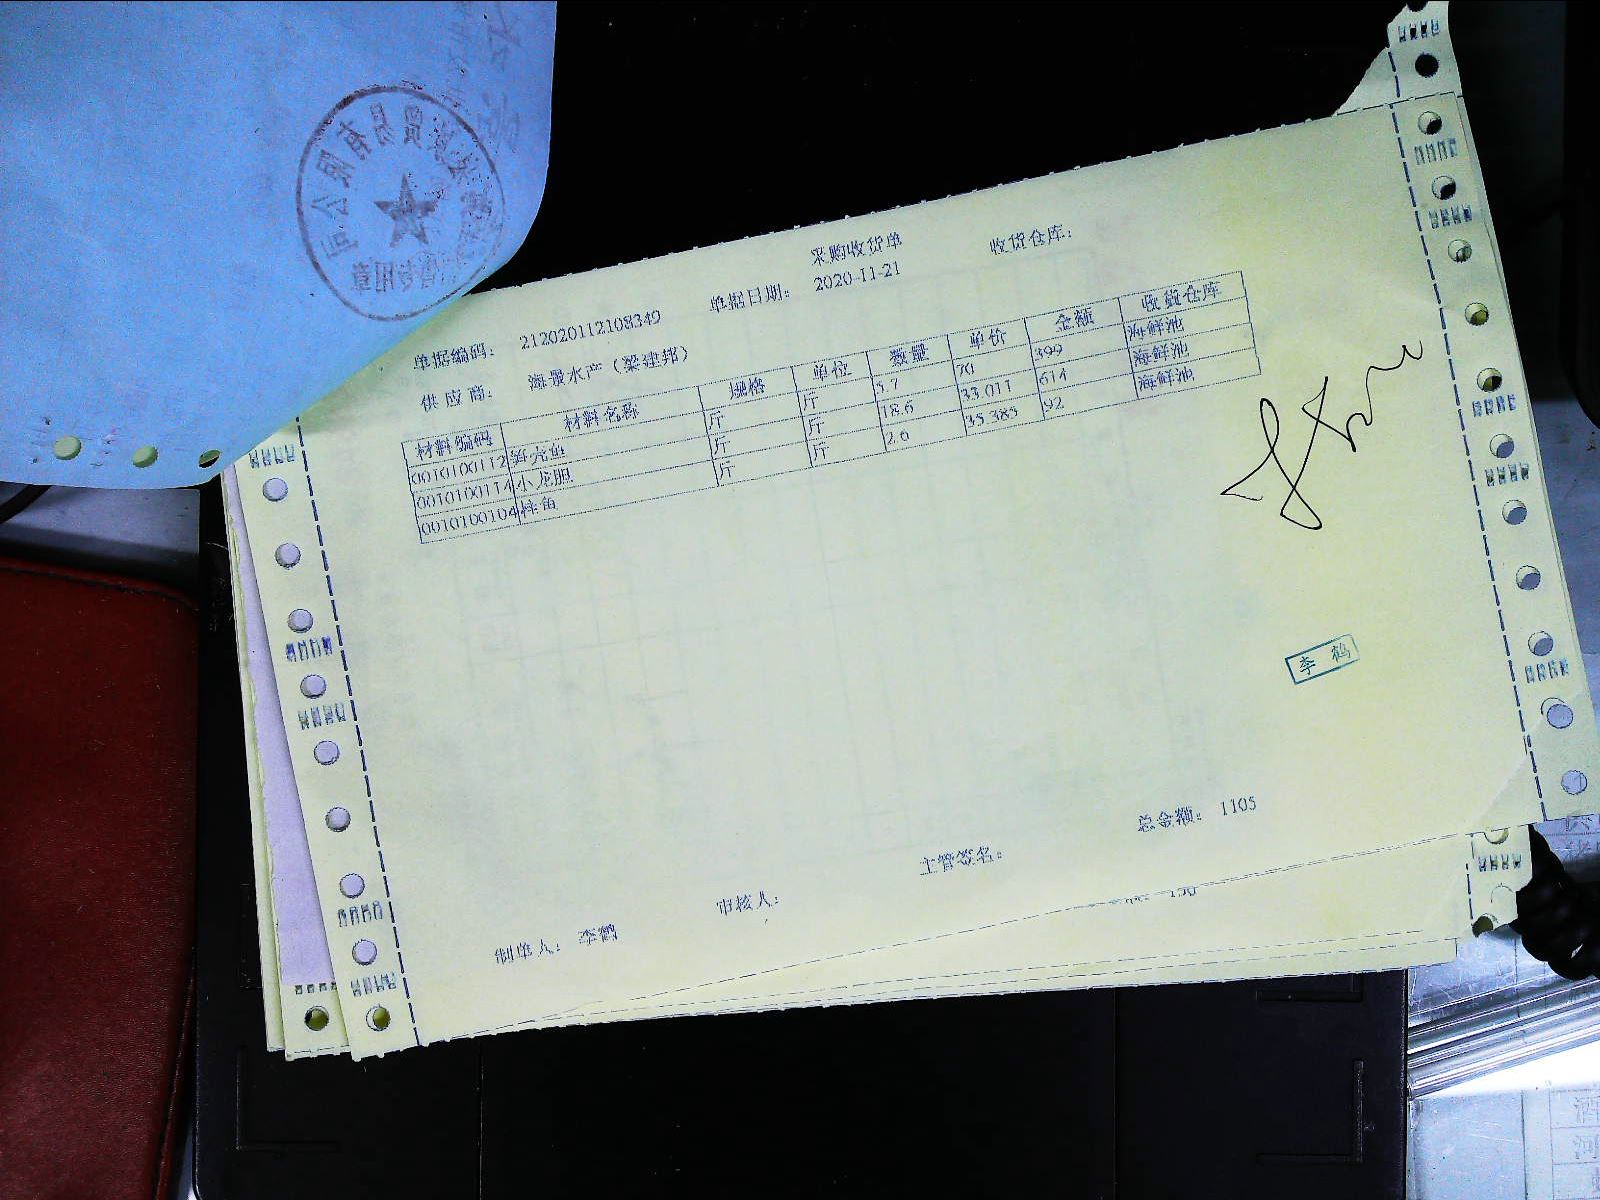 采购收货单
单据编码: 212020112108349 单据日期: 2020-11-21 收货仓库:
供应商: 海景水产（梁建邦）
材料编码 材料名称 规格 单位 数量 单价 金额 收货仓库
0010100112 斤 斤 5.7 70 399 海鲜池
0010100114 小龙胆 斤 斤 18.6 33.011 614 海鲜池
0010100104 桂鱼 斤 斤 2.6 35.385 92 海鲜池
李鹤
总金额: 1105
制单人: 李鹤 审核人: 主管签名: